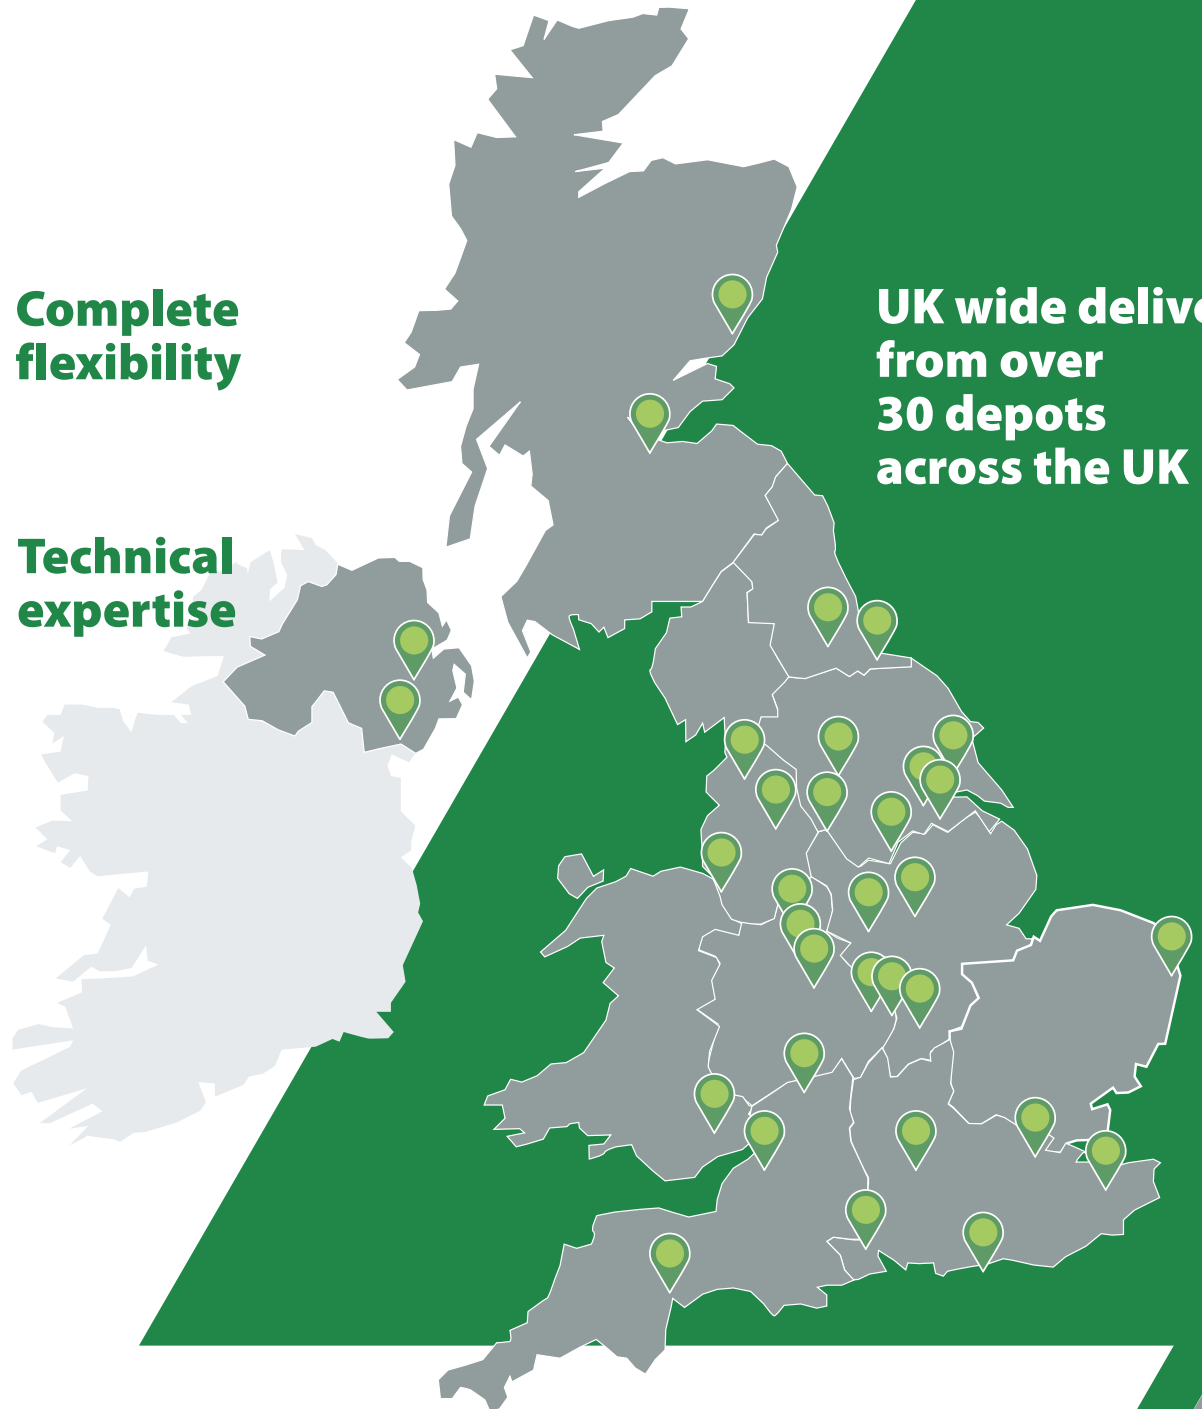 Complete
flexibility
UK wide delive
from over
30 depots
across the UK
Technical
expertise